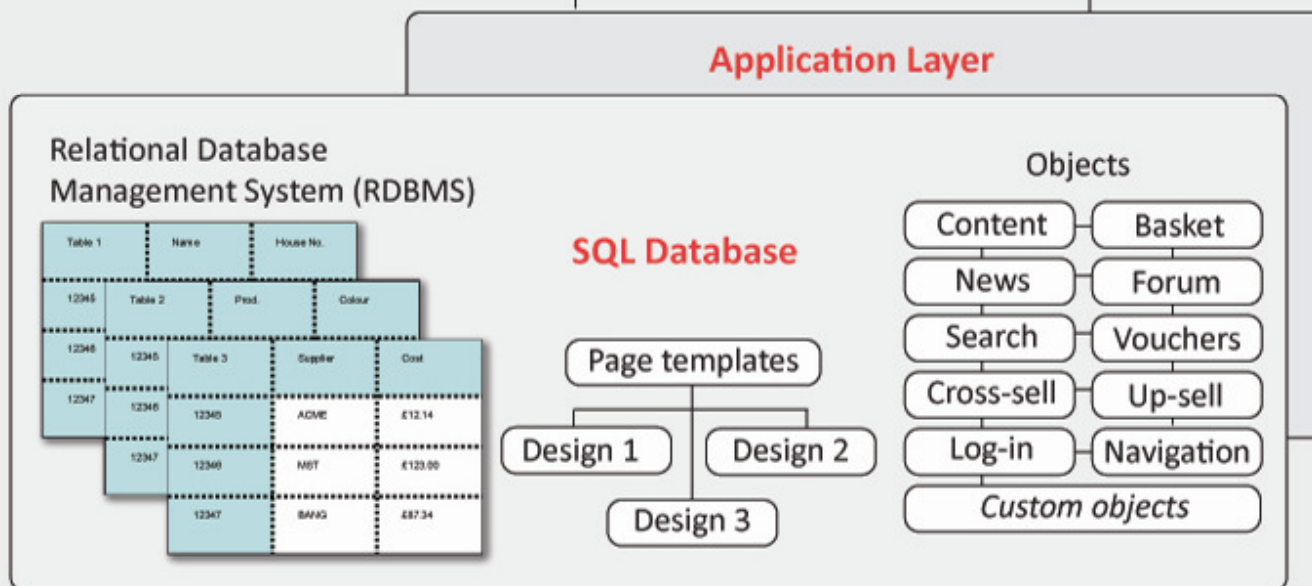 Application Layer
Relational Database
Management System (RDBMS)
Objects
SQL Database
Table 1 Name House No.
12345
12346
12347
Table 2 Prod. Colour
12345
12346
12347
Table 3 Supplier Cost
12345 ACME £12.14
12346 MST £123.00
12347 BANG £87.34
Page templates
Design 1 Design 2
Design 3
Content Basket
News Forum
Search Vouchers
Cross-sell Up-sell
Log-in Navigation
Custom objects